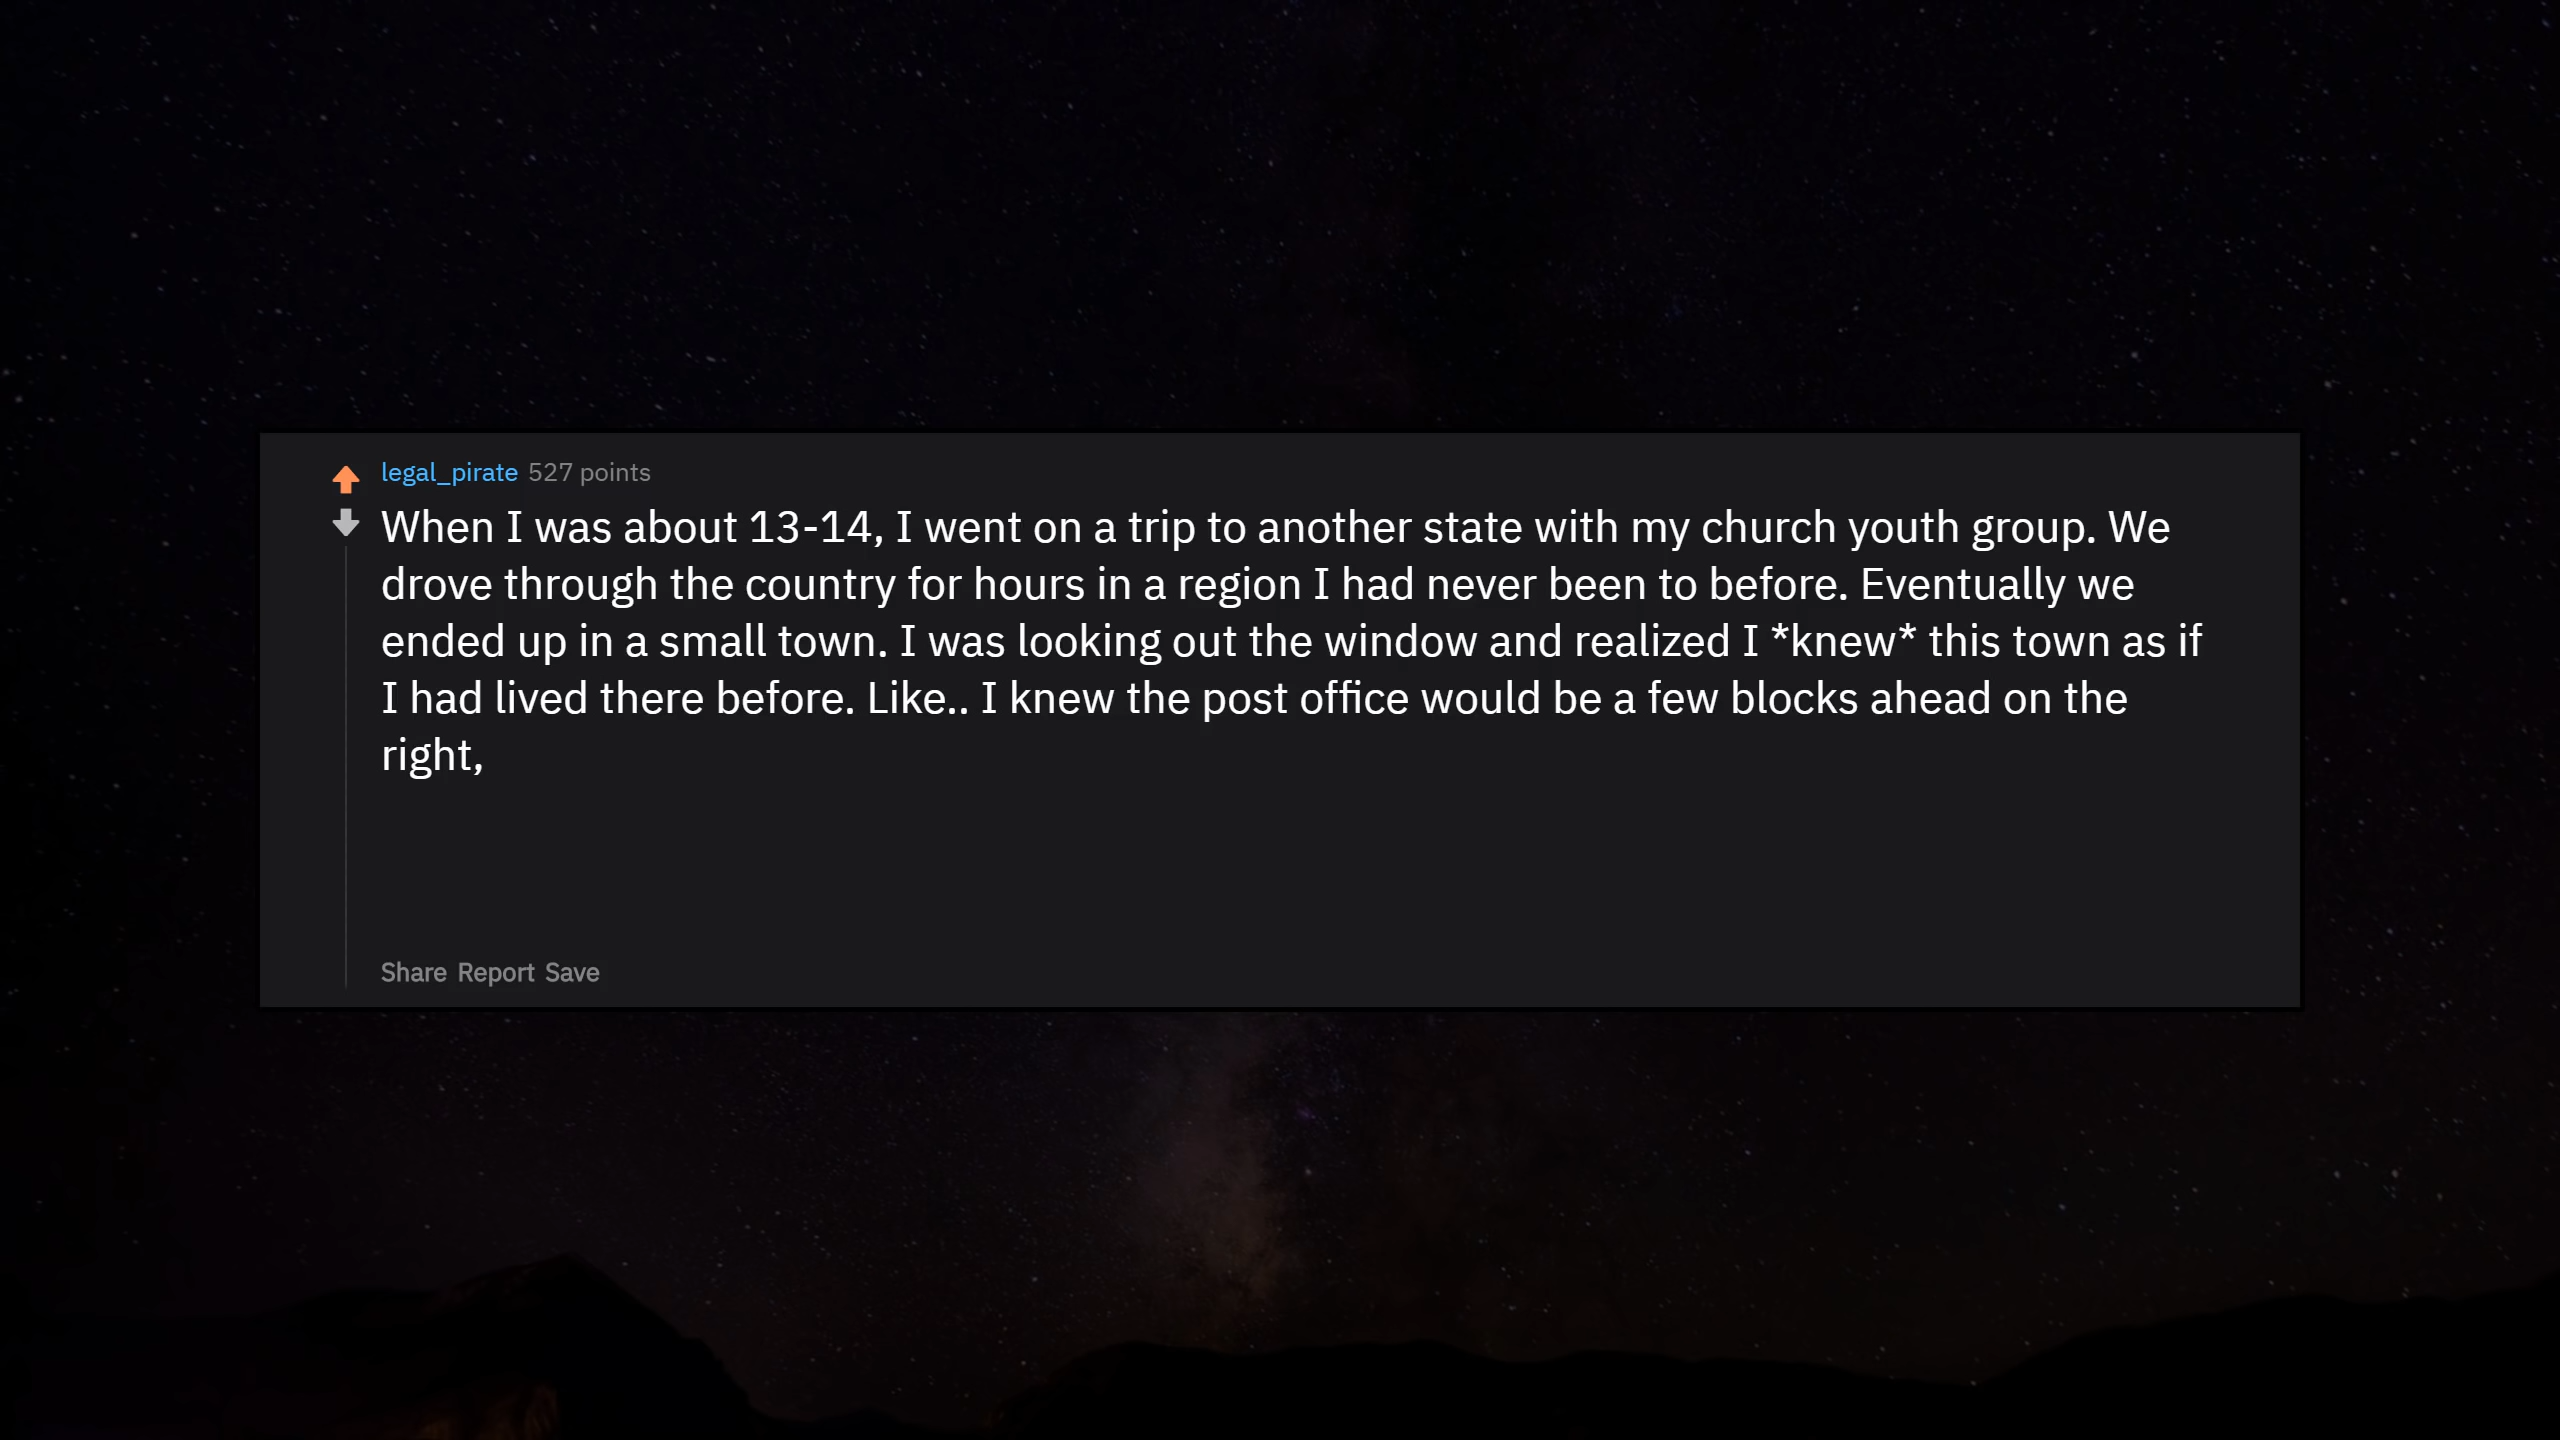 legal_pirate 527 points
When I was about 13-14, I went on a trip to another state with my church youth group. We
drove through the country for hours in a region I had never been to before. Eventually we
ended up in a small town. I was looking out the window and realized I *knew* this town as if
I had lived there before. Like.. I knew the post office would be a few blocks ahead on the
right,
Share Report Save